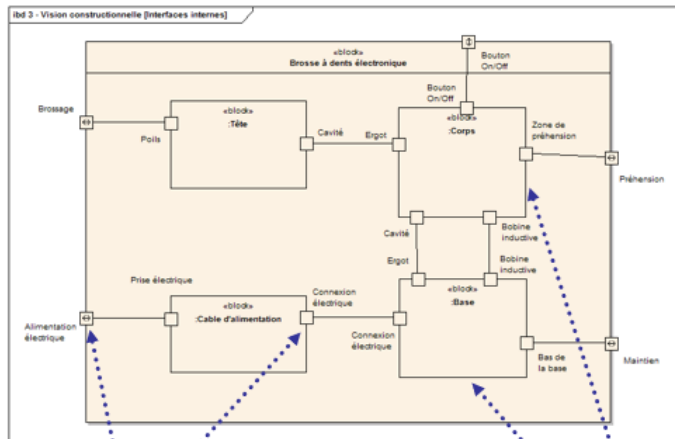 ibd 3 - Vision constructionnelle [Interfaces internes]
«block»
Brosse à dents électronique
Bouton
On/Off
Bouton
On/Off
Brossage
Poils
«block»
:Tête
Cavité
Ergot
«block»
:Corps
Zone de
préhension
Préhension
Cavité
Bobine
inductive
Ergot
Bobine
inductive
Prise électrique
Alimentation
électrique
«block»
:Cable d'alimentation
Connexion
électrique
Connexion
électrique
«block»
:Base
Bas de
la base
Maintien